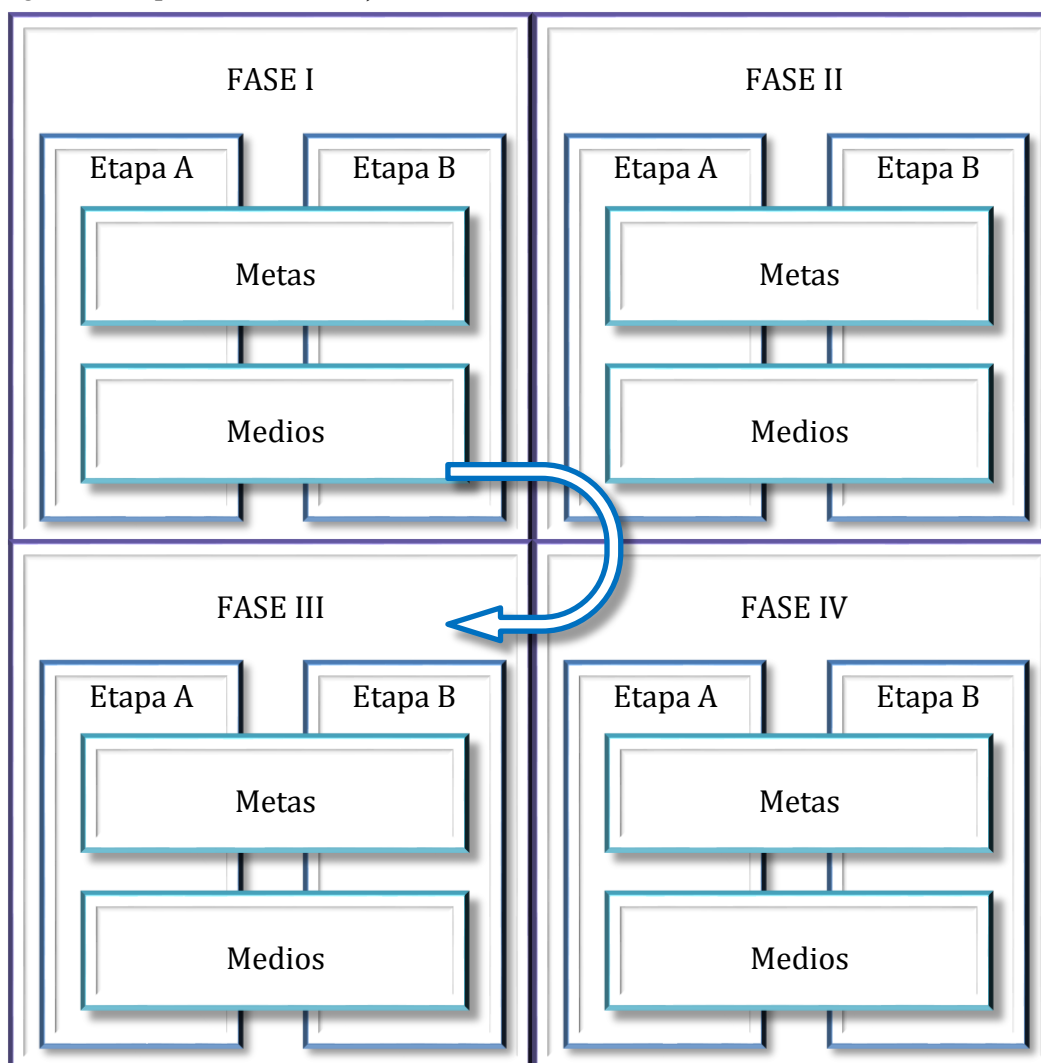 FASE I
Etapa A
Etapa B
Metas
Medios
FASE II
Etapa A
Etapa B
Metas
Medios
FASE III
Etapa A
Etapa B
Metas
Medios
FASE IV
Etapa A
Etapa B
Metas
Medios